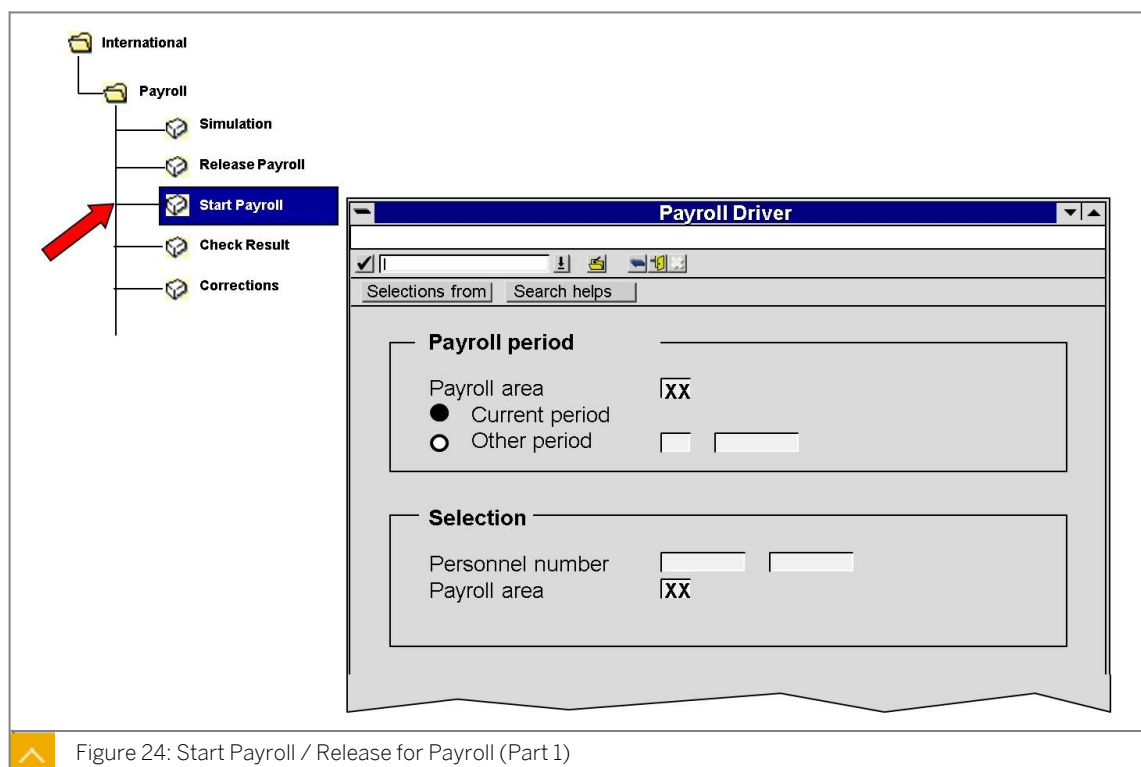 International
Payroll
Simulation
Release Payroll
Start Payroll
Check Result
Corrections
Payroll Driver
Selections from Search helps
Payroll period
Payroll area XX
Current period
Other period
Selection
Personnel number
Payroll area XX
Figure 24: Start Payroll / Release for Payroll (Part 1)